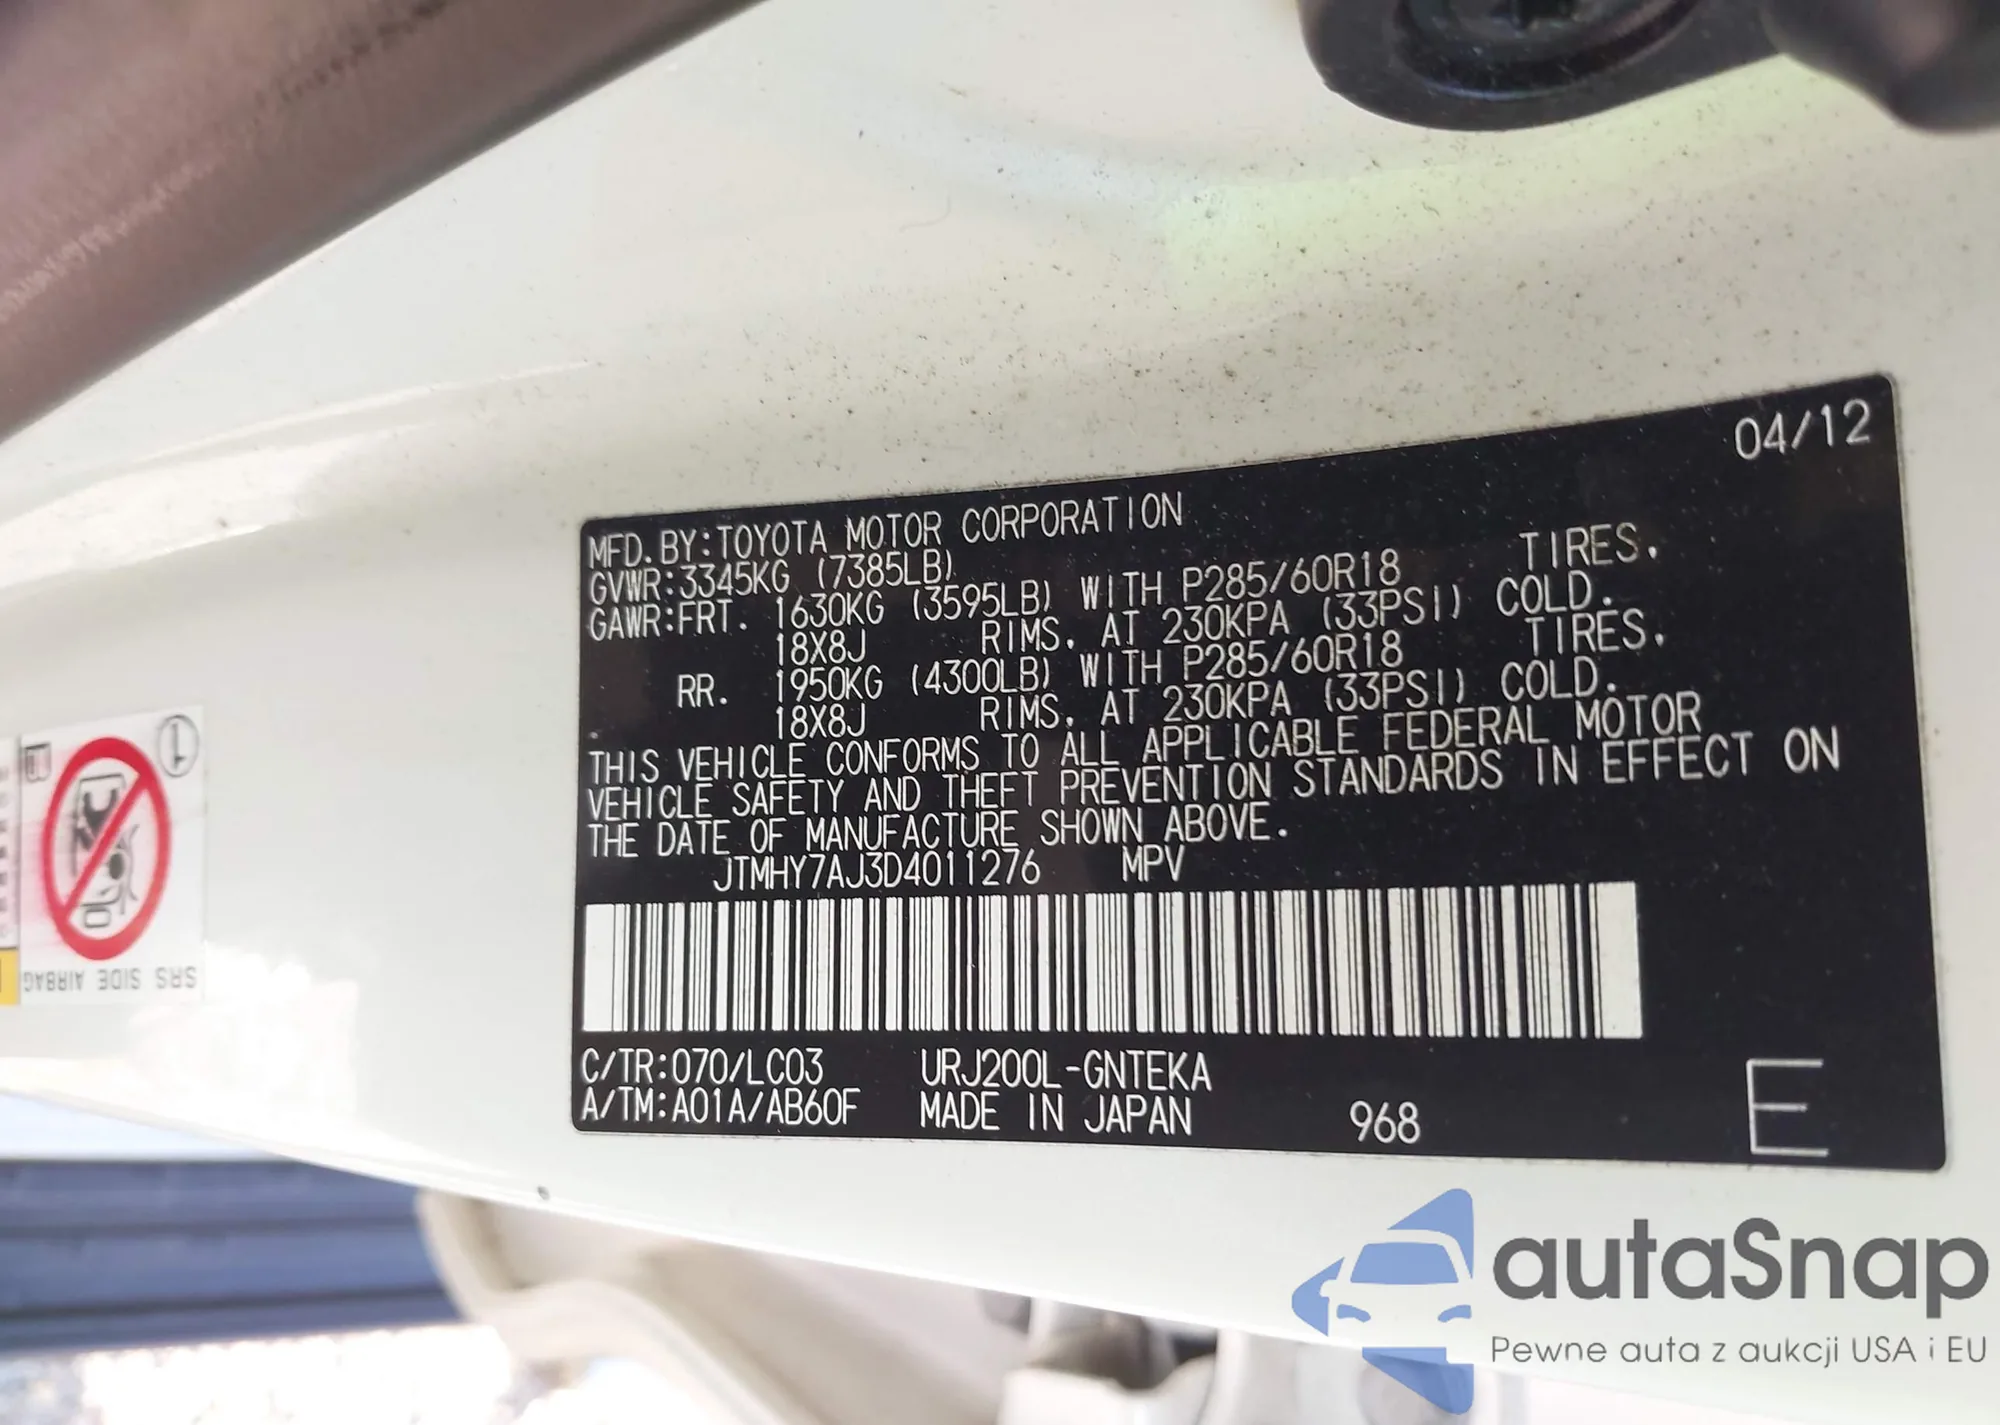 04/12
MFD.BY:TOYOTA MOTOR CORPORATION
GVWR:3345KG (7385LB)
GAWR:FRT. 1630KG (3595LB) WITH P285/60R18 TIRES.
18X8J RIMS. AT 230KPA (33PSI) COLD.
RR. 1950KG (4300LB) WITH P285/60R18 TIRES.
18X8J RIMS. AT 230KPA (33PSI) COLD.
THIS VEHICLE CONFORMS TO ALL APPLICABLE FEDERAL MOTOR
VEHICLE SAFETY AND THEFT PREVENTION STANDARDS IN EFFECT ON
THE DATE OF MANUFACTURE SHOWN ABOVE.
JTMHY7AJ3D4011276 MPV
C/TR:070/LC03 URJ200L-GNTEKA
A/TM:A01A/AB60F MADE IN JAPAN 968 E
1
SRS SIDE AIRBAG
autaSnap
Pewne auta z aukcji USA i EU